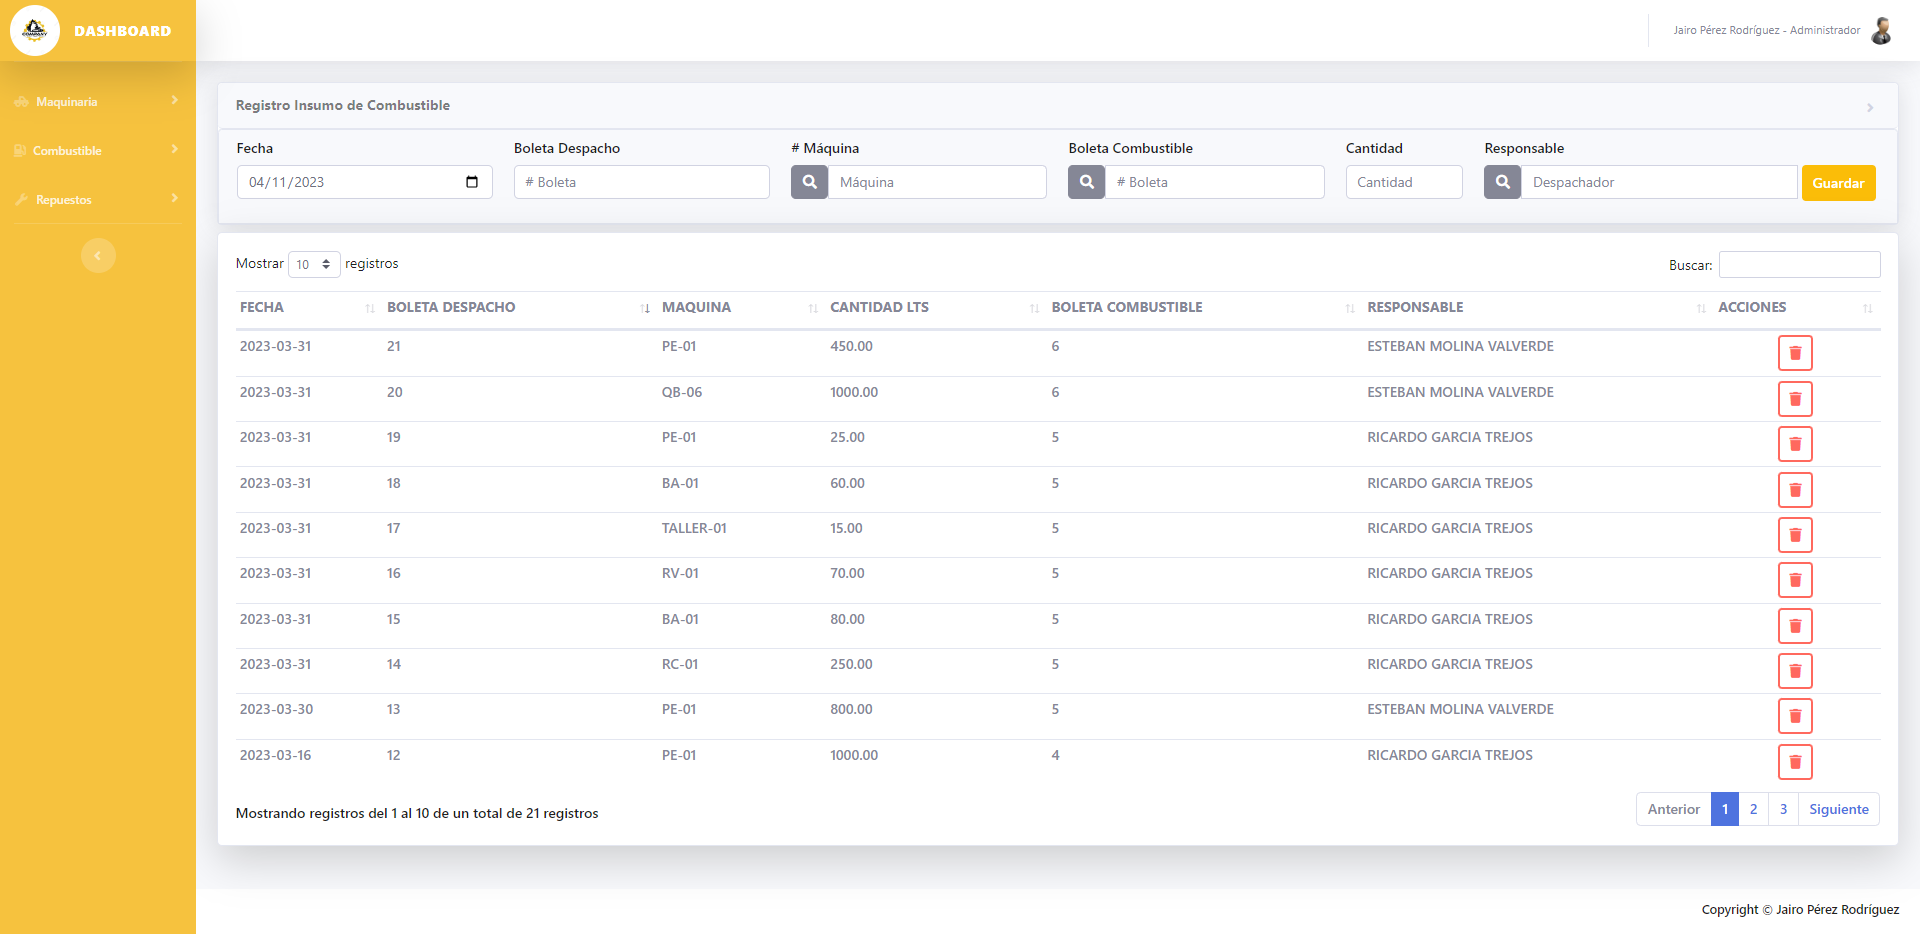 COMPANY
DASHBOARD
Jairo Pérez Rodríguez - Administrador
Maquinaria
Combustible
Repuestos
Registro Insumo de Combustible
Fecha Boleta Despacho # Máquina Boleta Combustible Cantidad Responsable
04/11/2023 # Boleta Máquina # Boleta Cantidad Despachador Guardar
Mostrar 10 registros Buscar:
FECHA BOLETA DESPACHO MAQUINA CANTIDAD LTS BOLETA COMBUSTIBLE RESPONSABLE ACCIONES
2023-03-31 21 PE-01 450.00 6 ESTEBAN MOLINA VALVERDE
2023-03-31 20 QB-06 1000.00 6 ESTEBAN MOLINA VALVERDE
2023-03-31 19 PE-01 25.00 5 RICARDO GARCIA TREJOS
2023-03-31 18 BA-01 60.00 5 RICARDO GARCIA TREJOS
2023-03-31 17 TALLER-01 15.00 5 RICARDO GARCIA TREJOS
2023-03-31 16 RV-01 70.00 5 RICARDO GARCIA TREJOS
2023-03-31 15 BA-01 80.00 5 RICARDO GARCIA TREJOS
2023-03-31 14 RC-01 250.00 5 RICARDO GARCIA TREJOS
2023-03-30 13 PE-01 800.00 5 ESTEBAN MOLINA VALVERDE
2023-03-16 12 PE-01 1000.00 4 RICARDO GARCIA TREJOS
Mostrando registros del 1 al 10 de un total de 21 registros
Anterior 1 2 3 Siguiente
Copyright © Jairo Pérez Rodríguez